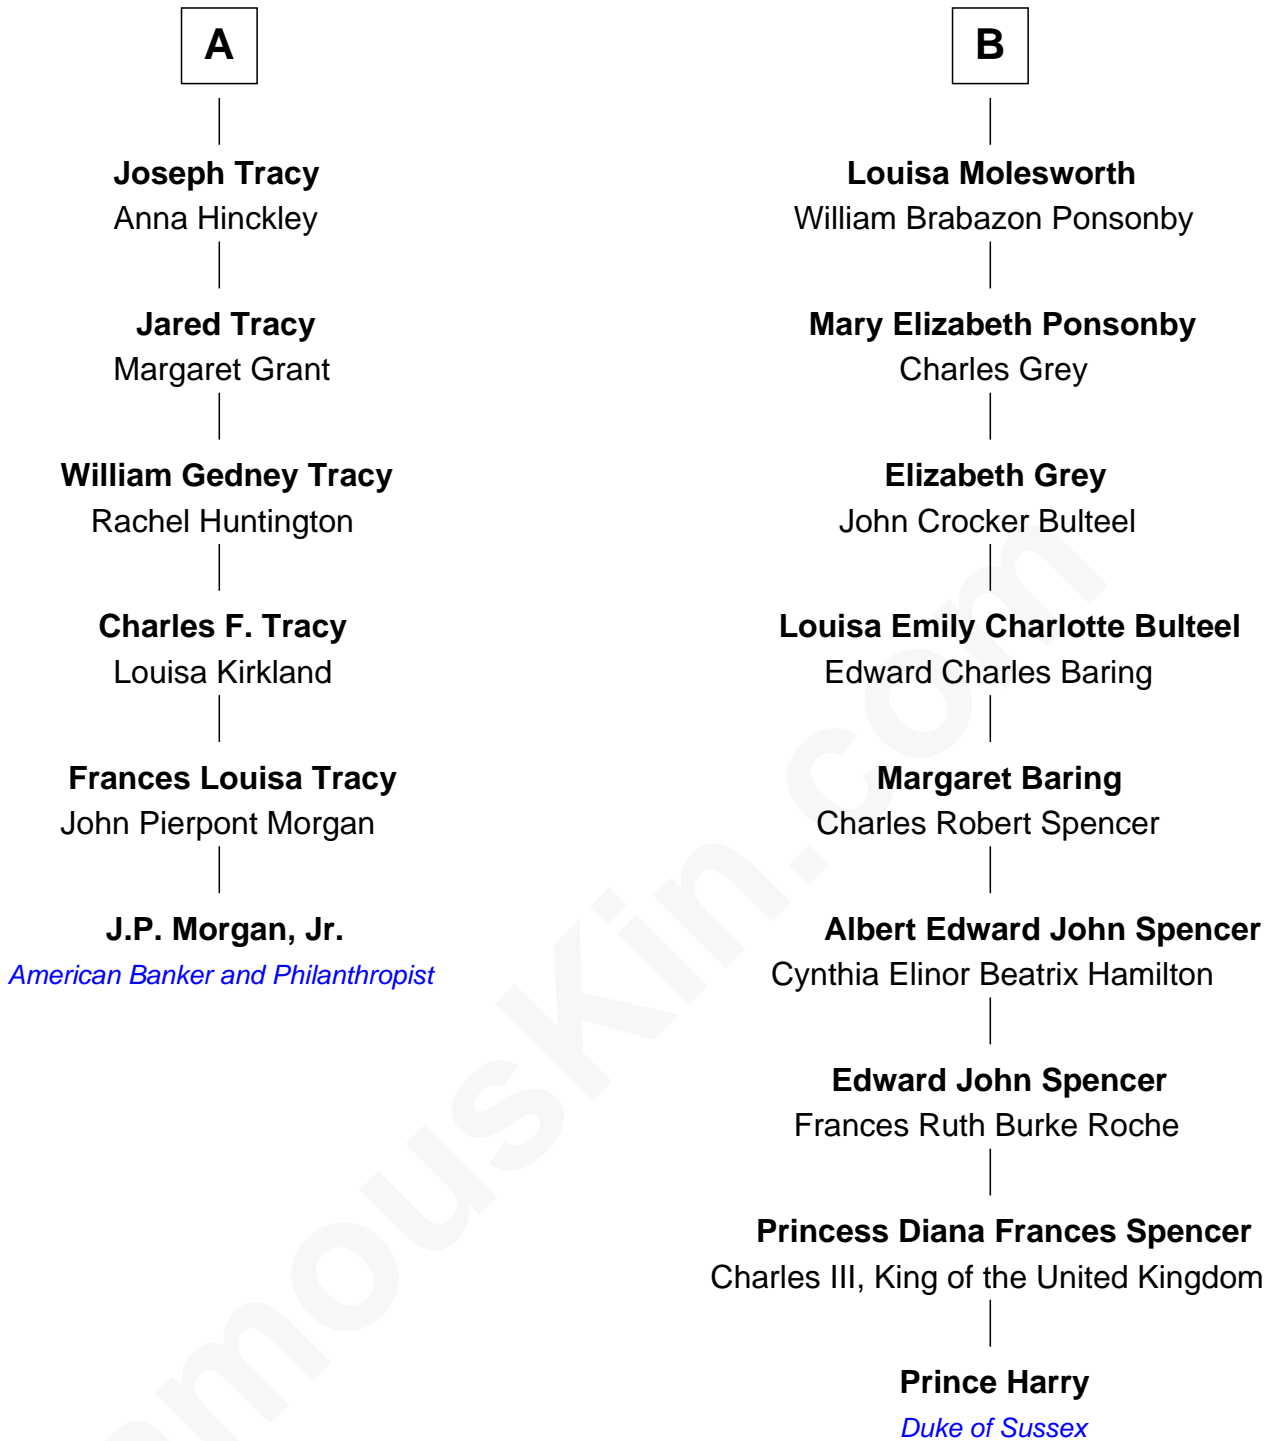 A
Joseph Tracy
Anna Hinckley
Jared Tracy
Margaret Grant
William Gedney Tracy
Rachel Huntington
Charles F. Tracy
Louisa Kirkland
Frances Louisa Tracy
John Pierpont Morgan
J.P. Morgan, Jr.
American Banker and Philanthropist
B
Louisa Molesworth
William Brabazon Ponsonby
Mary Elizabeth Ponsonby
Charles Grey
Elizabeth Grey
John Crocker Bulteel
Louisa Emily Charlotte Bulteel
Edward Charles Baring
Margaret Baring
Charles Robert Spencer
Albert Edward John Spencer
Cynthia Elinor Beatrix Hamilton
Edward John Spencer
Frances Ruth Burke Roche
Princess Diana Frances Spencer
Charles III, King of the United Kingdom
Prince Harry
Duke of Sussex
amousKin.com